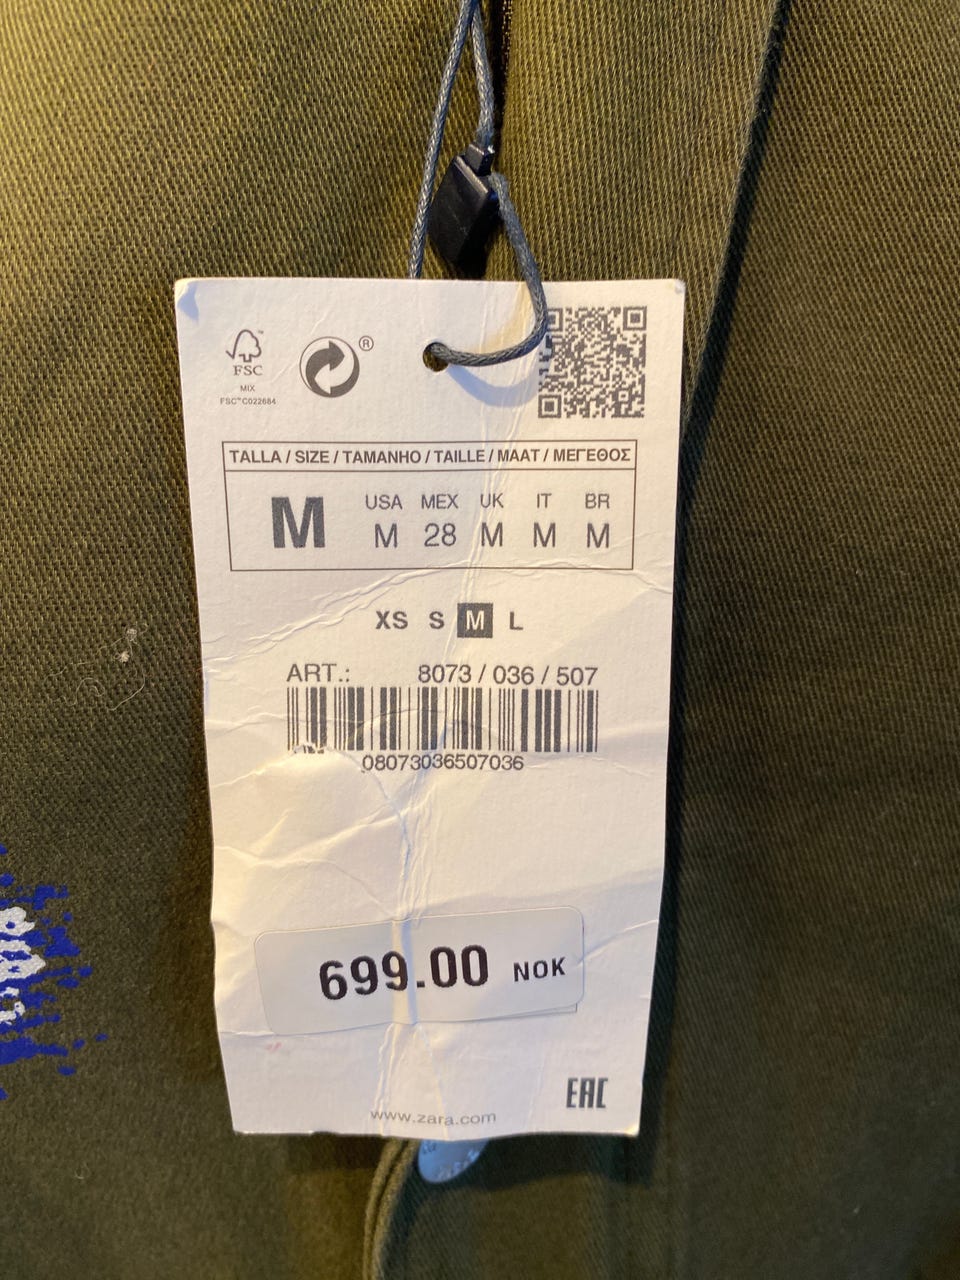 FSC
MIX
FSC™ C022684
®
TALLA / SIZE / TAMANHO / TAILLE / MAAT / ΜΕΓΕΘΟΣ
M
USA MEX UK IT BR
M 28 M M M
XS S M L
ART.: 8073 / 036 / 507
08073036507036
699.00 NOK
EAC
www.zara.com